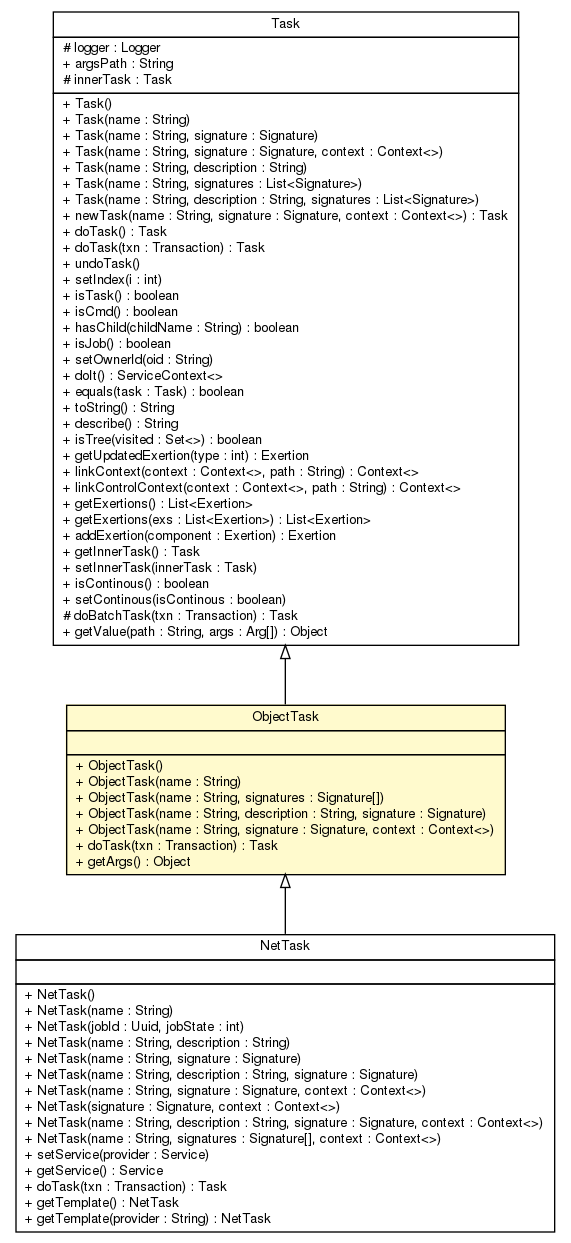 Task
# logger : Logger
+ argsPath : String
# innerTask : Task
+ Task()
+ Task(name : String)
+ Task(name : String, signature : Signature)
+ Task(name : String, signature : Signature, context : Context<>)
+ Task(name : String, description : String)
+ Task(name : String, signatures : List<Signature>)
+ Task(name : String, description : String, signatures : List<Signature>)
+ newTask(name : String, signature : Signature, context : Context<>) : Task
+ doTask() : Task
+ doTask(txn : Transaction) : Task
+ undoTask()
+ setIndex(i : int)
+ isTask() : boolean
+ isCmd() : boolean
+ hasChild(childName : String) : boolean
+ isJob() : boolean
+ setOwnerId(oid : String)
+ doIt() : ServiceContext<>
+ equals(task : Task) : boolean
+ toString() : String
+ describe() : String
+ isTree(visited : Set<>) : boolean
+ getUpdatedExertion(type : int) : Exertion
+ linkContext(context : Context<>, path : String) : Context<>
+ linkControlContext(context : Context<>, path : String) : Context<>
+ getExertions() : List<Exertion>
+ getExertions(exs : List<Exertion>) : List<Exertion>
+ addExertion(component : Exertion) : Exertion
+ getInnerTask() : Task
+ setInnerTask(innerTask : Task)
+ isContinous() : boolean
+ setContinous(isContinous : boolean)
# doBatchTask(txn : Transaction) : Task
+ getValue(path : String, args : Arg[]) : Object
ObjectTask
+ ObjectTask()
+ ObjectTask(name : String)
+ ObjectTask(name : String, signatures : Signature[])
+ ObjectTask(name : String, description : String, signature : Signature)
+ ObjectTask(name : String, signature : Signature, context : Context<>)
+ doTask(txn : Transaction) : Task
+ getArgs() : Object
NetTask
+ NetTask()
+ NetTask(name : String)
+ NetTask(jobId : Uuid, jobState : int)
+ NetTask(name : String, description : String)
+ NetTask(name : String, signature : Signature)
+ NetTask(name : String, description : String, signature : Signature)
+ NetTask(name : String, signature : Signature, context : Context<>)
+ NetTask(signature : Signature, context : Context<>)
+ NetTask(name : String, description : String, signature : Signature, context : Context<>)
+ NetTask(name : String, signatures : Signature[], context : Context<>)
+ setService(provider : Service)
+ getService() : Service
+ doTask(txn : Transaction) : Task
+ getTemplate() : NetTask
+ getTemplate(provider : String) : NetTask